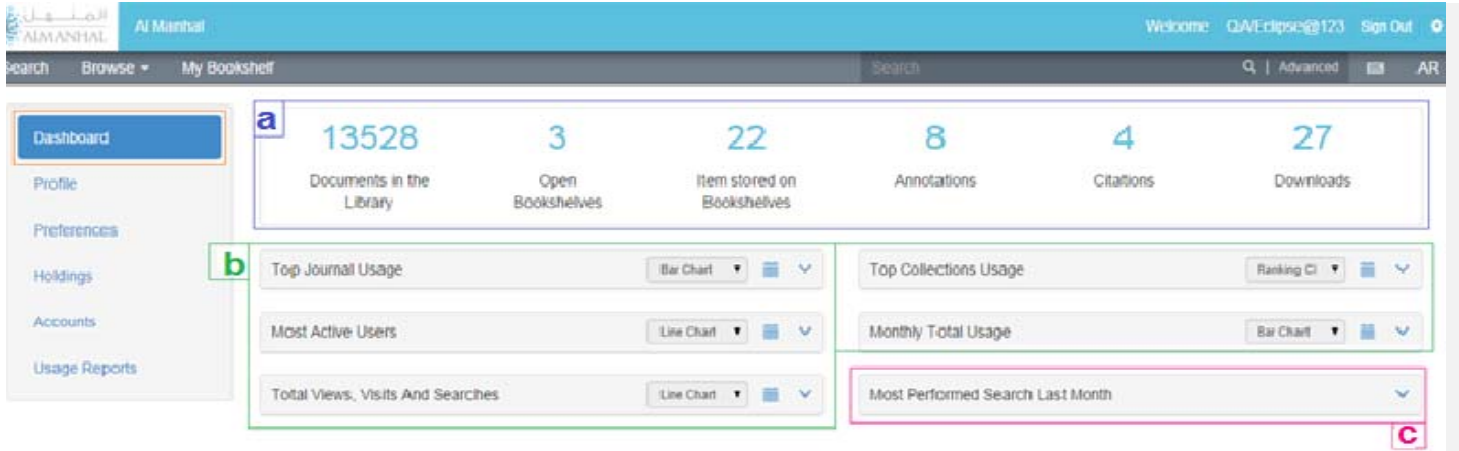 المنهل
ALMANHAL
Al Manhal
Welcome QA/Eclipse@123 Sign Out
Search Browse My Bookshelf
Search
| Advanced
AR
Dashboard
Profile
Preferences
Holdings
Accounts
Usage Reports
a
13528
Documents in the
Library
3
Open
Bookshelves
22
Item stored on
Bookshelves
8
Annotations
4
Citations
27
Downloads
b
Top Journal Usage Bar Chart
Top Collections Usage Ranking C
Most Active Users Line Chart
Monthly Total Usage Bar Chart
Total Views, Visits And Searches Line Chart
Most Performed Search Last Month
c